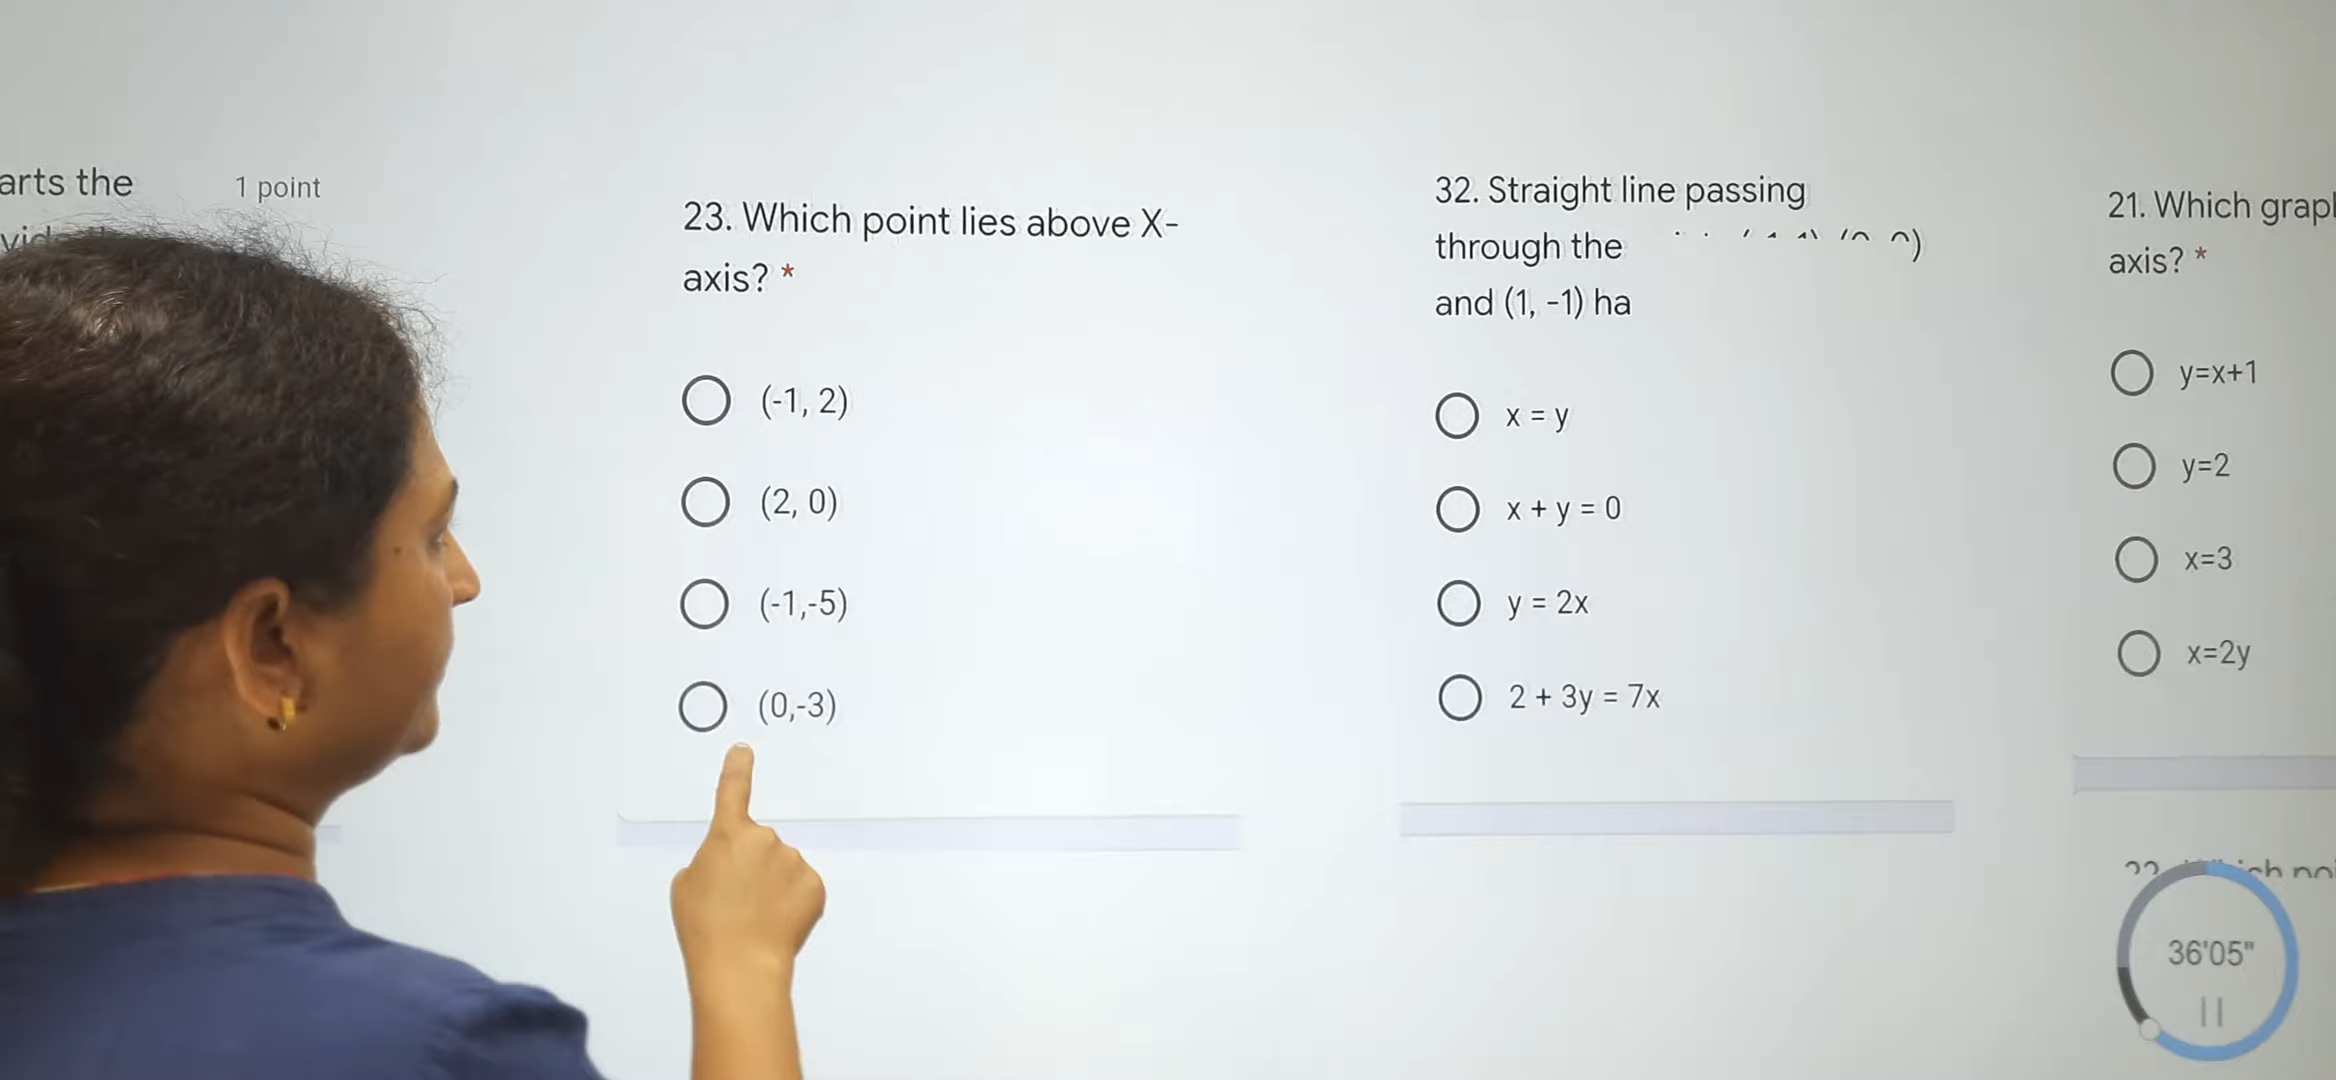 arts the
1 point
23. Which point lies above X-
axis? *
(-1, 2)
(2, 0)
(-1,-5)
(0,-3)
32. Straight line passing
through the
and (1, -1) ha
x = y
x + y = 0
y = 2x
2 + 3y = 7x
21. Which grap
axis? *
y=x+1
y=2
x=3
x=2y
36'05"